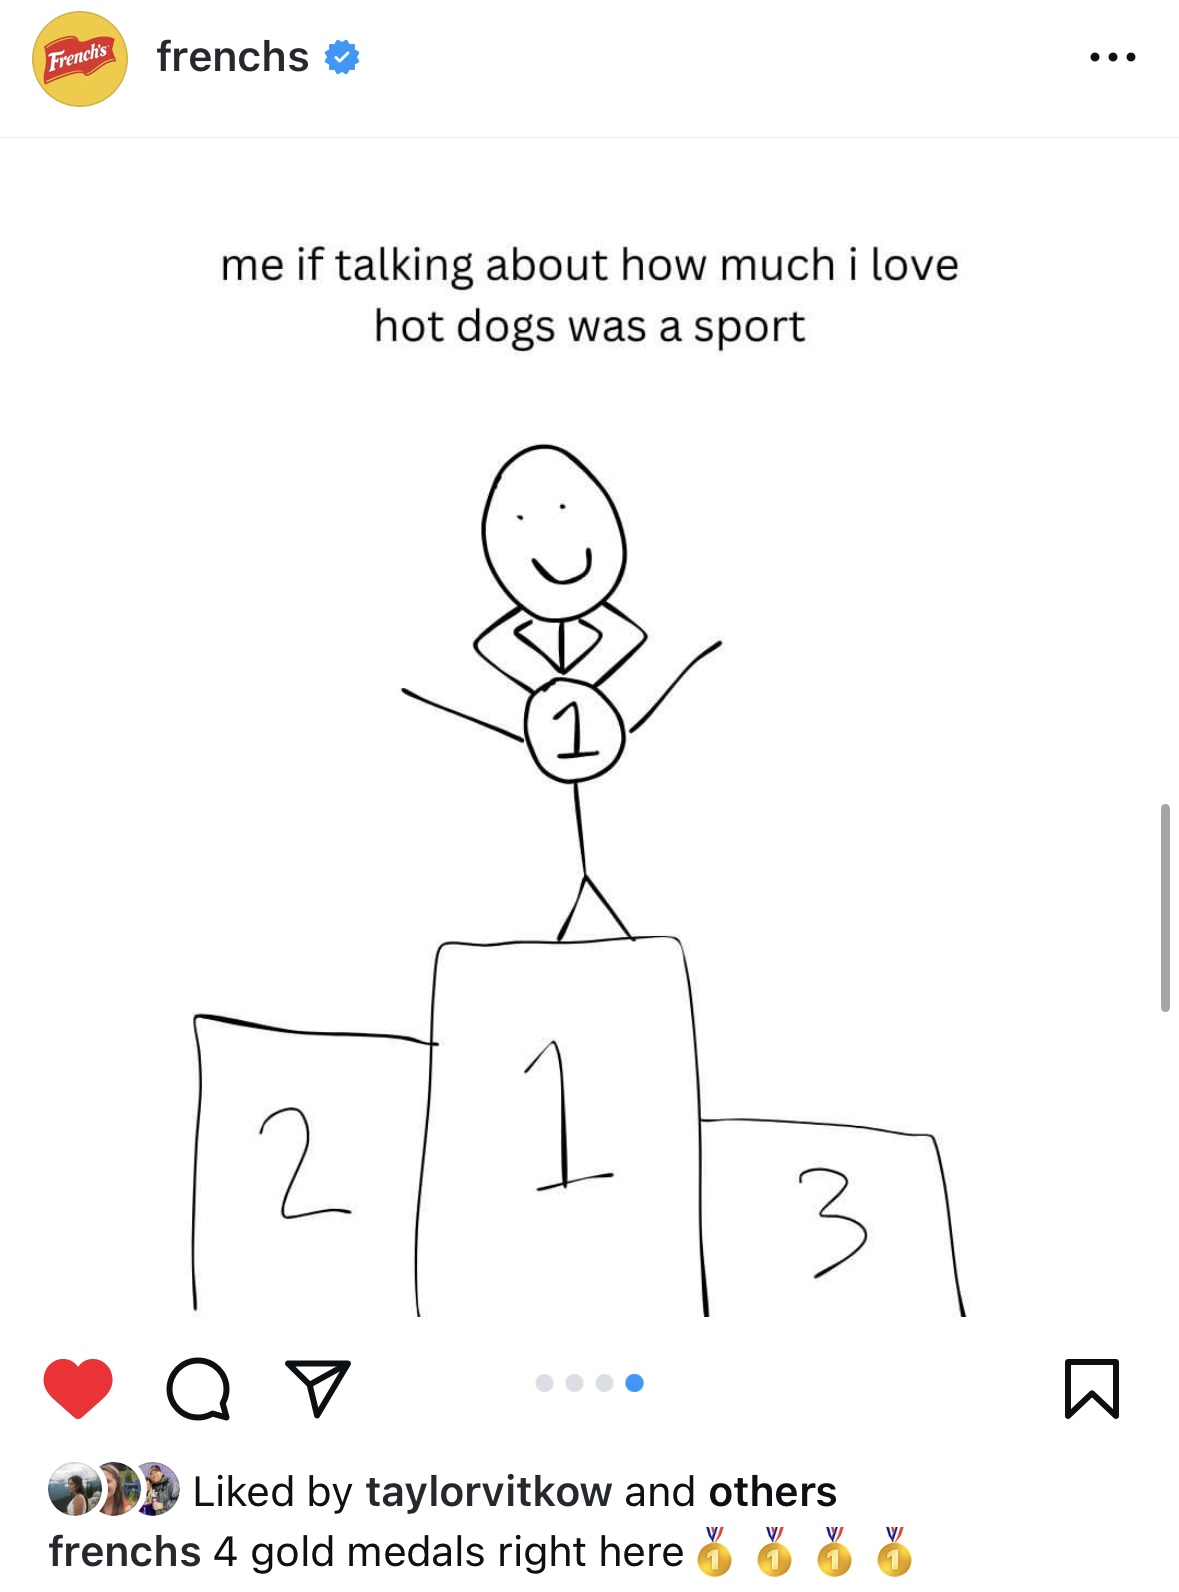 French's
frenchs
me if talking about how much i love
hot dogs was a sport
1
1
2
3
Liked by taylorvitkow and others
frenchs 4 gold medals right here 🥇 🥇 🥇 🥇